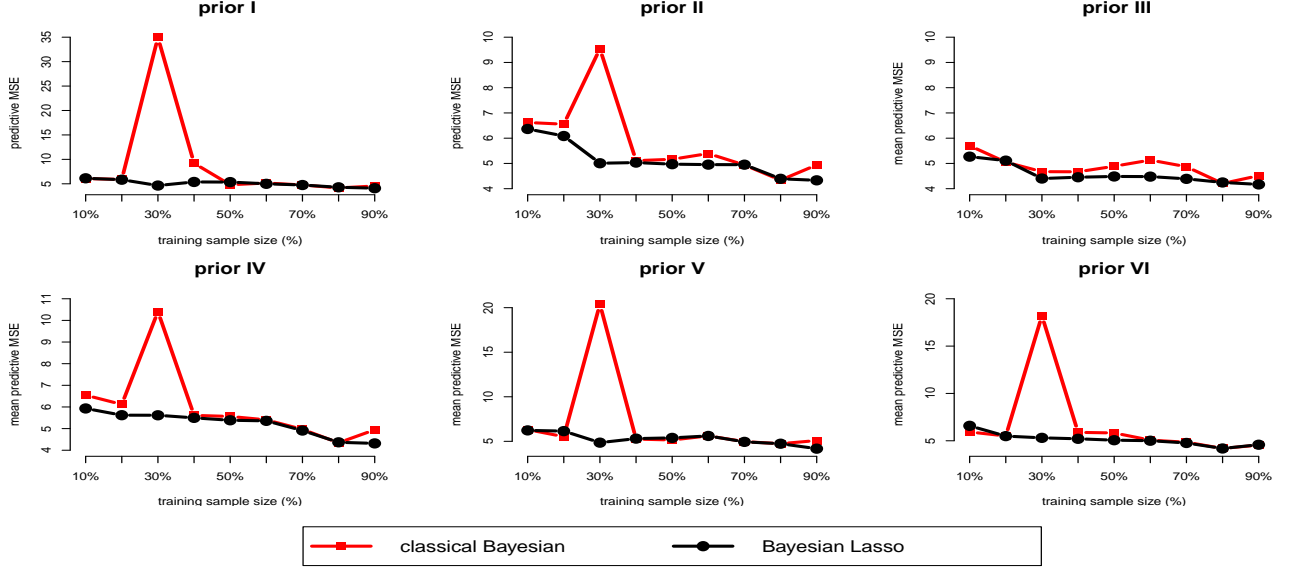 prior I
prior II
prior III
predictive MSE
5 10 15 20 25 30 35
10% 30% 50% 70% 90%
training sample size (%)
predictive MSE
4 5 6 7 8 9 10
10% 30% 50% 70% 90%
training sample size (%)
mean predictive MSE
4 5 6 7 8 9 10
10% 30% 50% 70% 90%
training sample size (%)
prior IV
prior V
prior VI
mean predictive MSE
4 5 6 7 8 9 10 11
10% 30% 50% 70% 90%
training sample size (%)
mean predictive MSE
5 10 15 20
10% 30% 50% 70% 90%
training sample size (%)
mean predictive MSE
5 10 15 20
10% 30% 50% 70% 90%
training sample size (%)
classical Bayesian
Bayesian Lasso